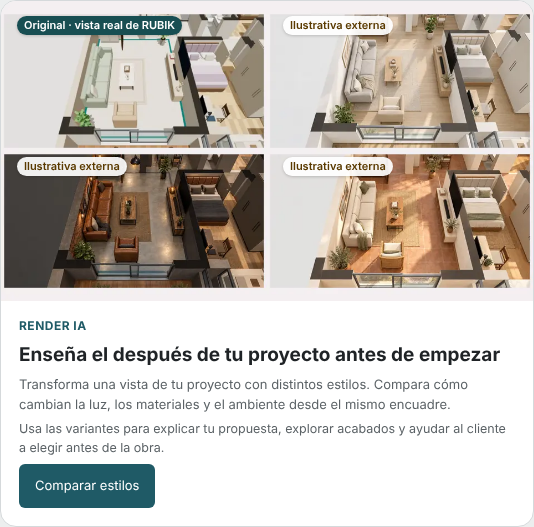 Original · vista real de RUBIK
Ilustrativa externa
Ilustrativa externa
Ilustrativa externa
RENDER IA
Enseña el después de tu proyecto antes de empezar
Transforma una vista de tu proyecto con distintos estilos. Compara cómo
cambian la luz, los materiales y el ambiente desde el mismo encuadre.
Usa las variantes para explicar tu propuesta, explorar acabados y ayudar al cliente
a elegir antes de la obra.
Comparar estilos